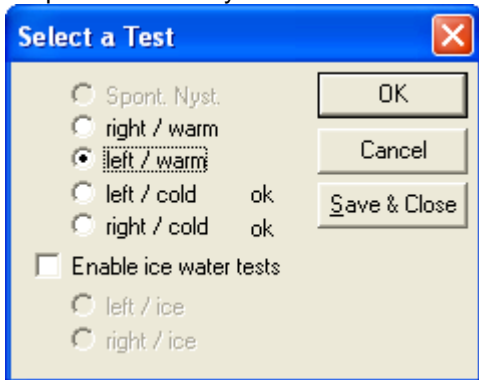 Select a Test
Spont. Nyst.
OK
right / warm
left / warm
Cancel
left / cold ok
Save & Close
right / cold ok
Enable ice water tests
left / ice
right / ice